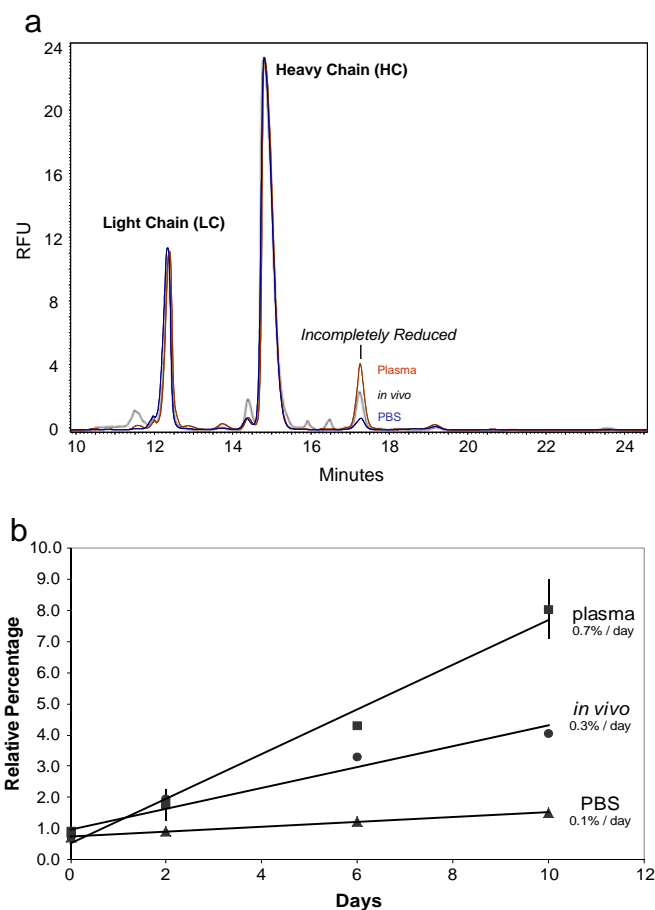 a
24
Heavy Chain (HC)
20
16
Light Chain (LC)
RFU
12
8
Incompletely Reduced
4
Plasma
in vivo
PBS
0
10 12 14 16 18 20 22 24
Minutes
b
10.0
9.0
8.0
plasma
0.7% / day
7.0
6.0
Relative Percentage
5.0
in vivo
0.3% / day
4.0
3.0
2.0
PBS
0.1% / day
1.0
0.0
0 2 4 6 8 10 12
Days